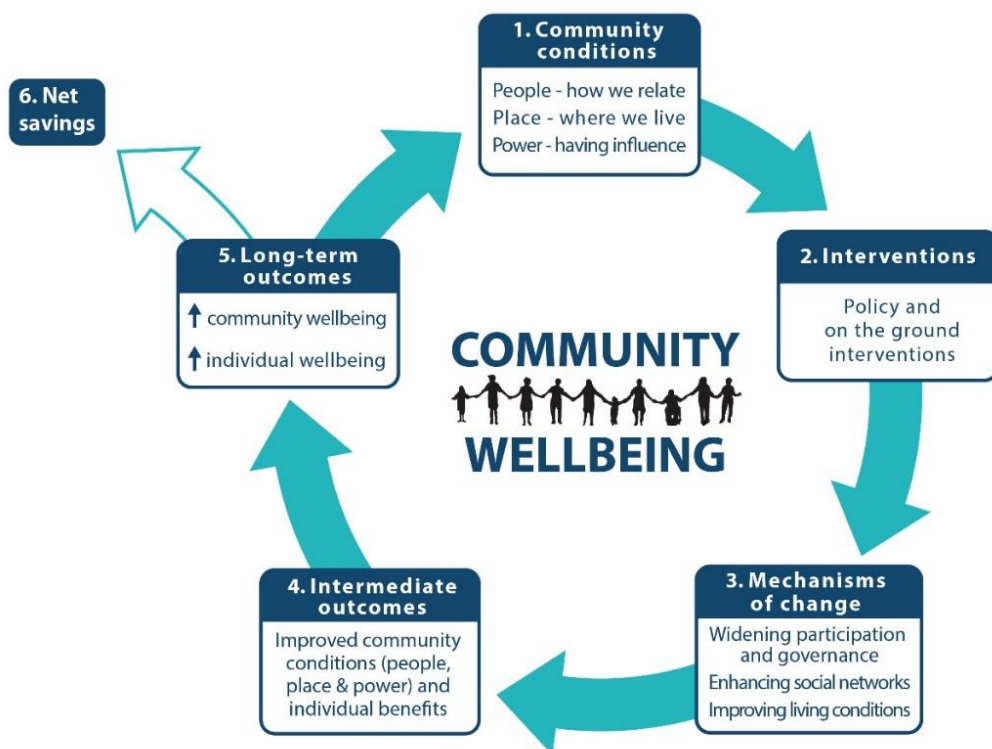 1. Community
conditions
People - how we relate
Place - where we live
Power - having influence
2. Interventions
Policy and
on the ground
interventions
3. Mechanisms
of change
Widening participation
and governance
Enhancing social networks
Improving living conditions
4. Intermediate
outcomes
Improved community
conditions (people,
place & power) and
individual benefits
5. Long-term
outcomes
community wellbeing
individual wellbeing
6. Net
savings
COMMUNITY
WELLBEING